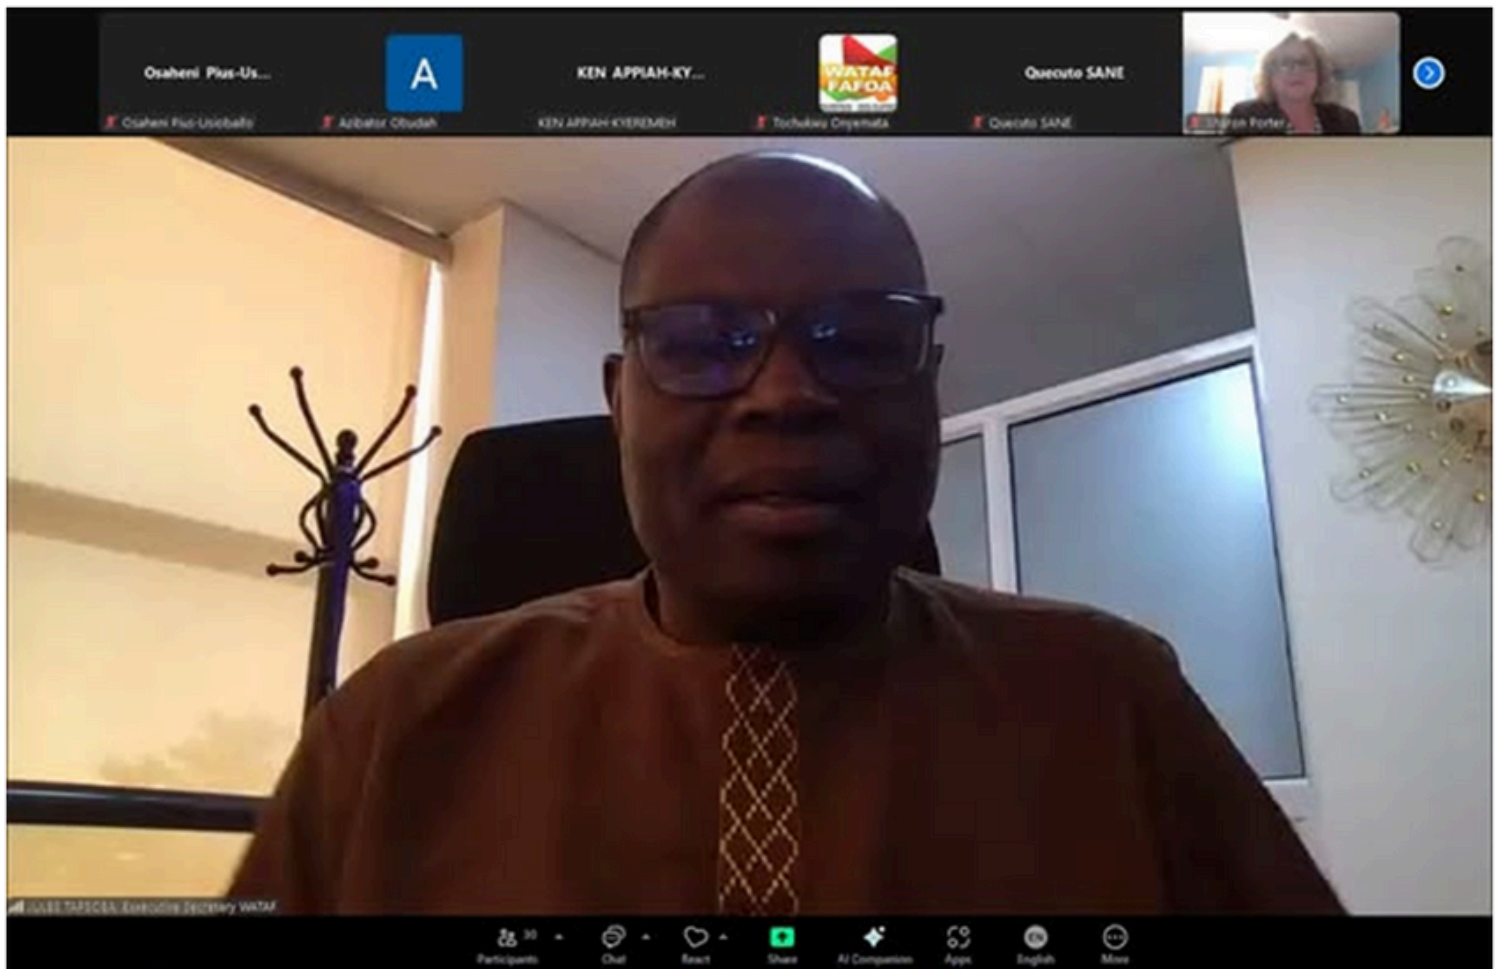 Osaheni Pius-Us...
A
KEN APPIAH-KY...
WATAF
FAFOA
Quecuto SANE
Osaheni Pius-Usiobaifo
Azibator Obudah
KEN APPIAH KYEREMEH
Tochukwu Onyemata
Quecuto SANE
Sharon Porter
JULES TAPSOBA, Executive Secretary WATAF
30
Participants
Chat
React
Share
AI Companion
Apps
EN
English
More